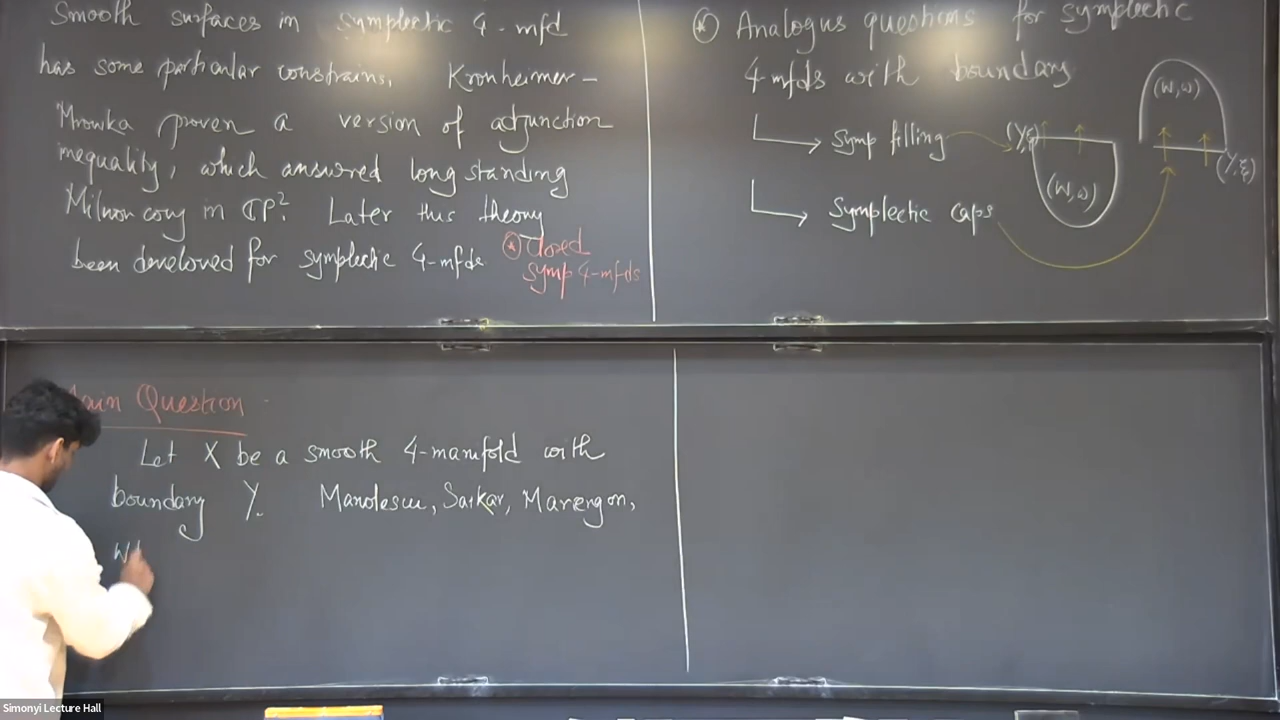 Smooth surfaces in symplectic 4-mfd
has some particular constrains. Kronheimer-
Mrowka proven a version of adjunction
inequality, which answered long standing
Milnor conj in CP². Later this theory
been develoved for symplectic 4-mfds
⊛ Closed
symp 4-mfds
⊛ Analogus questions for symplectic
4-mfds with boundary
Symp filling
Symplectic caps
(Y,ξ)
(W,ω)
(W,ω)
(Y,ξ)
Main Question -
Let X be a smooth 4-manifold with
boundary Y. Manolescu, Sarkar, Marengon,
Simonyi Lecture Hall